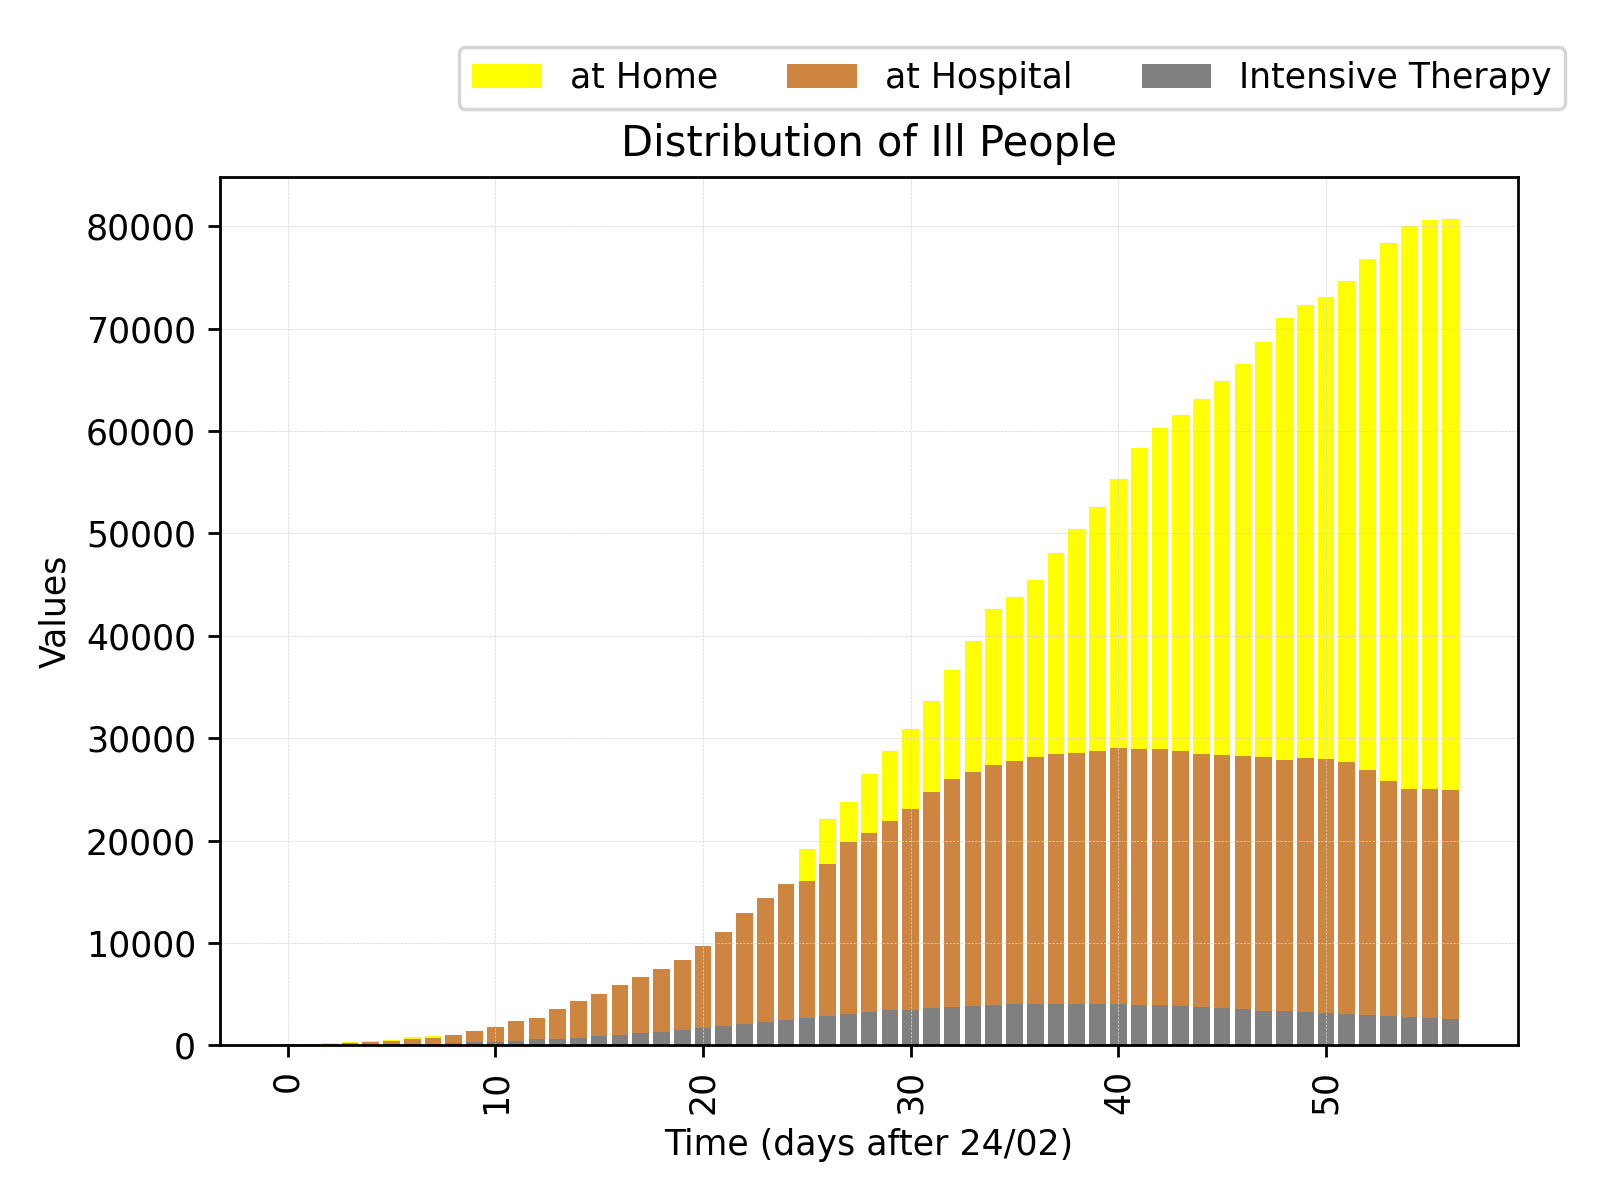 at Home at Hospital Intensive Therapy
Distribution of Ill People
80000
70000
60000
50000
40000
30000
20000
10000
0
Values
0 10 20 30 40 50
Time (days after 24/02)